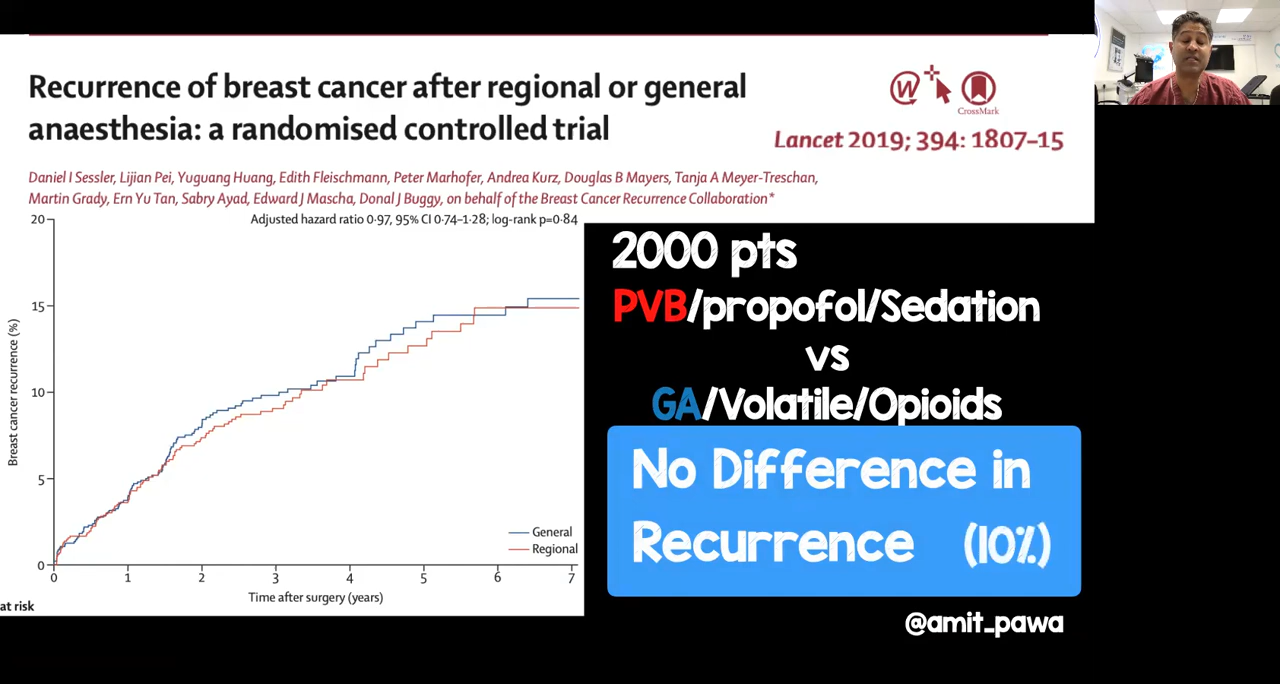 Recurrence of breast cancer after regional or general
anaesthesia: a randomised controlled trial
W
CrossMark
Lancet 2019; 394: 1807–15
Daniel I Sessler, Lijian Pei, Yuguang Huang, Edith Fleischmann, Peter Marhofer, Andrea Kurz, Douglas B Mayers, Tanja A Meyer-Treschan,
Martin Grady, Ern Yu Tan, Sabry Ayad, Edward J Mascha, Donal J Buggy, on behalf of the Breast Cancer Recurrence Collaboration*
Adjusted hazard ratio 0·97, 95% CI 0·74–1·28; log-rank p=0·84
20
15
10
5
0
Breast cancer recurrence (%)
General
Regional
0 1 2 3 4 5 6 7
Time after surgery (years)
at risk
2000 pts
PVB/propofol/Sedation
vs
GA/Volatile/Opioids
No Difference in
Recurrence (10%)
@amit_pawa